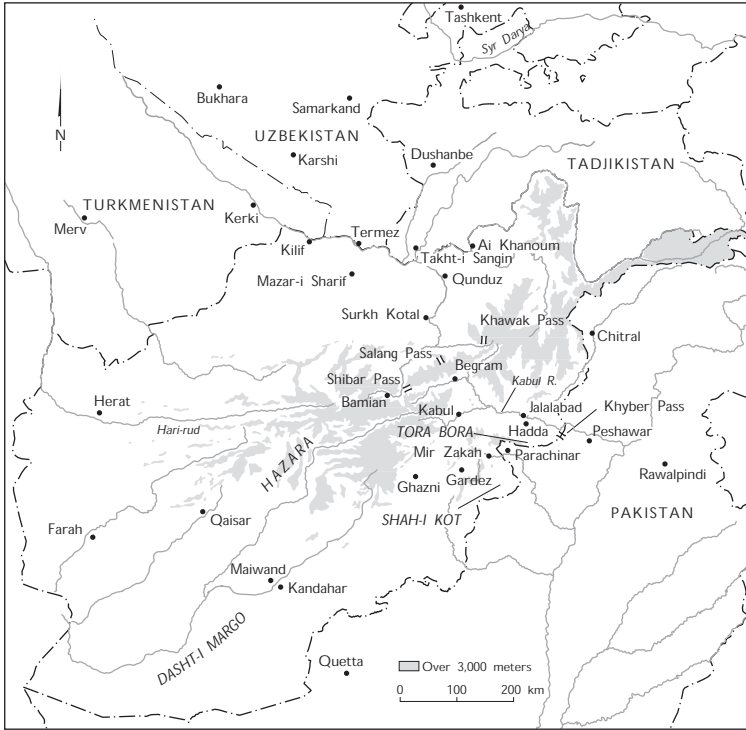 Tashkent
Syr Darya
Bukhara
Samarkand
N
UZBEKISTAN
Karshi
Dushanbe
TADJIKISTAN
TURKMENISTAN
Merv
Kerki
Kilif
Termez
Ai Khanoum
Takht-i Sangin
Mazar-i Sharif
Qunduz
Surkh Kotal
Khawak Pass
Chitral
Salang Pass
Begram
Shibar Pass
Kabul R.
Bamian
Herat
Kabul
Jalalabad
Khyber Pass
Hari-rud
Hadda
TORA BORA
Peshawar
HAZARA
Mir Zakah
Parachinar
Rawalpindi
Ghazni
Gardez
SHAH-I KOT
PAKISTAN
Qaisar
Farah
Maiwand
Kandahar
DASHT-I MARGO
Quetta
Over 3,000 meters
0 100 200 km